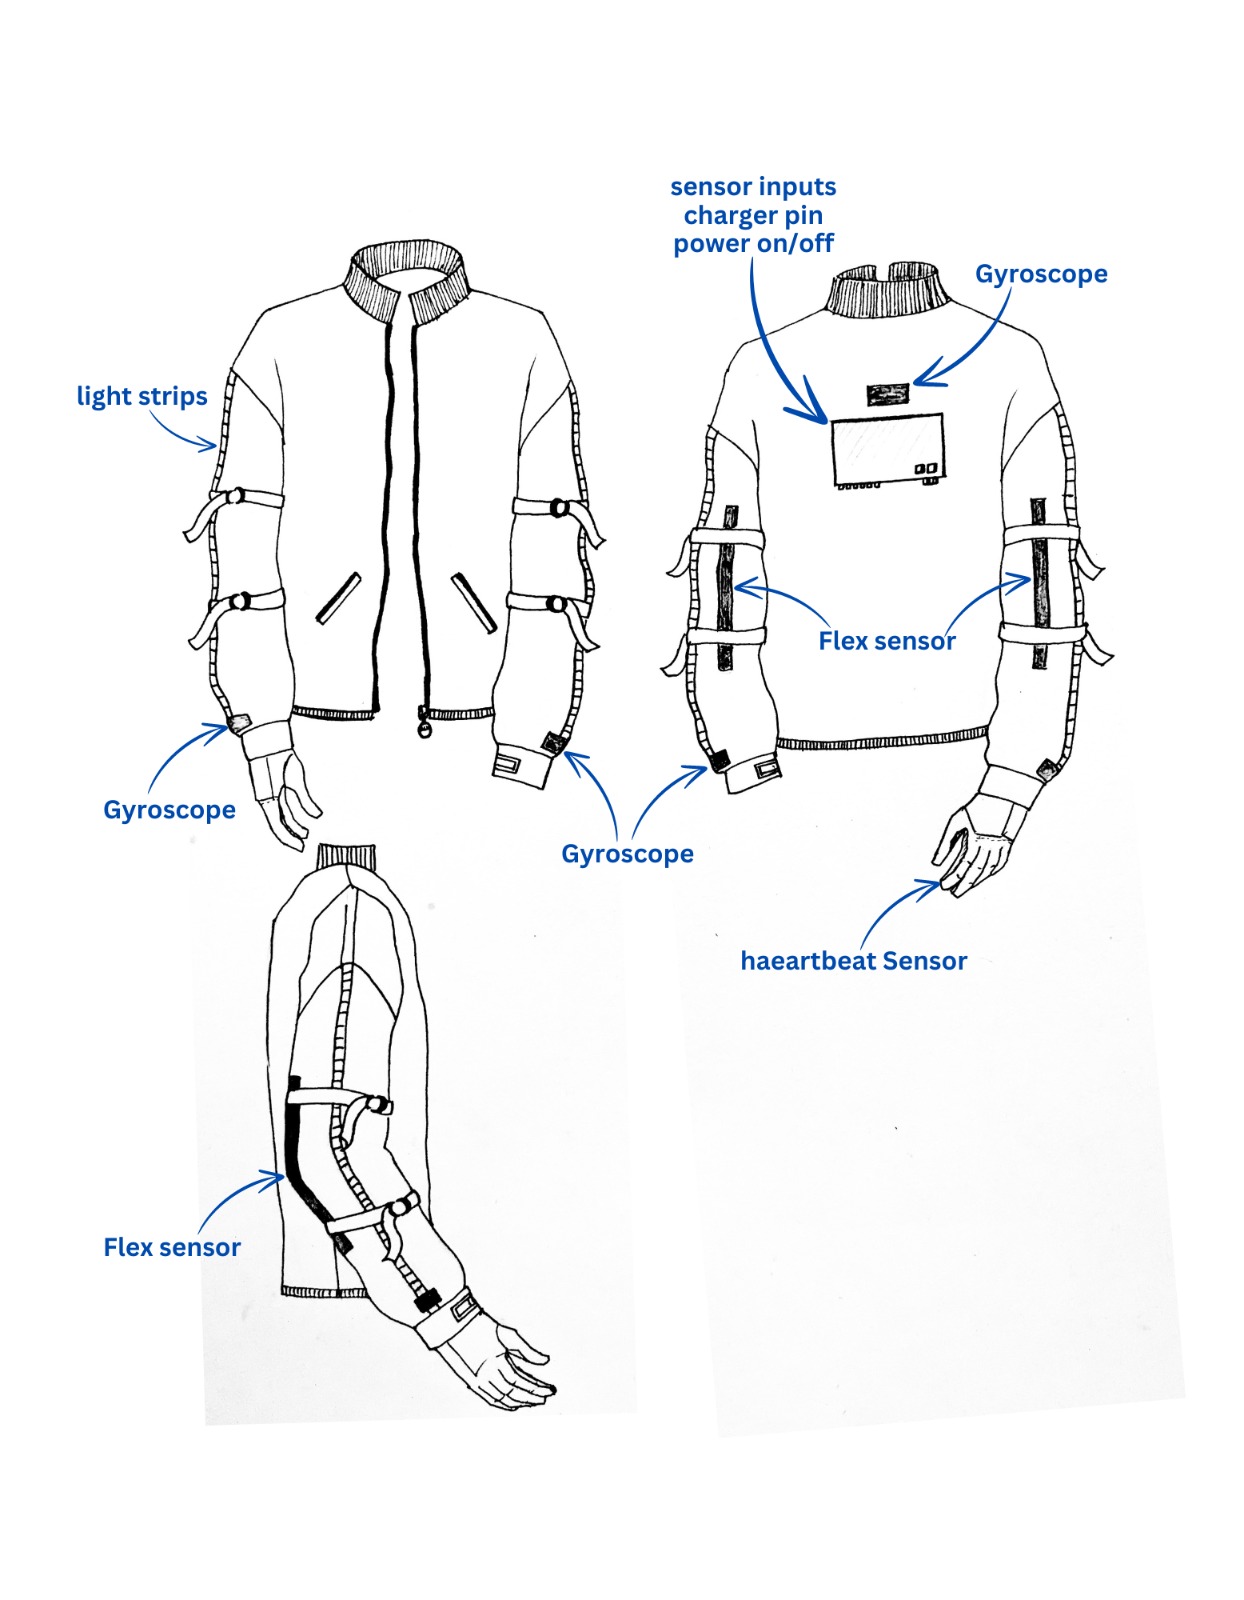 sensor inputs
charger pin
power on/off
Gyroscope
light strips
Flex sensor
Gyroscope
Gyroscope
haeartbeat Sensor
Flex sensor